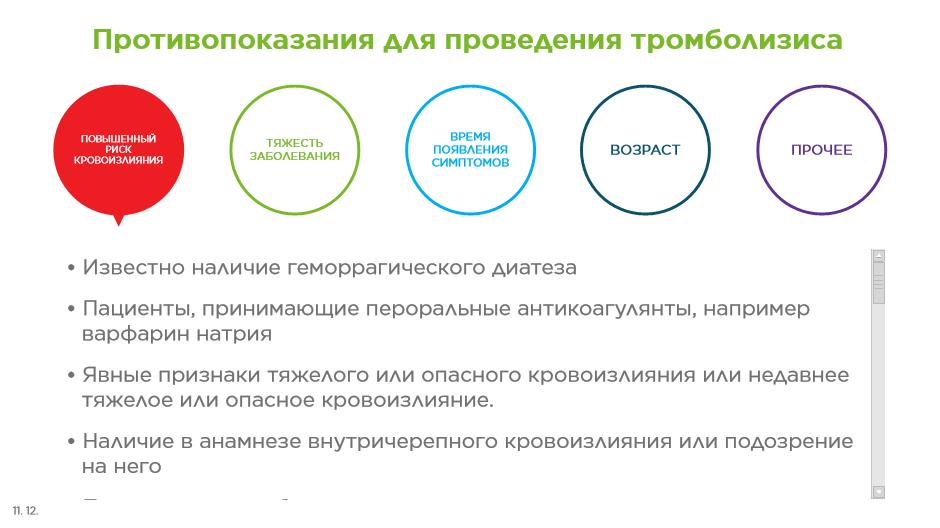 Противопоказания для проведения тромболизиса
ПОВЫШЕННЫЙ
РИСК
КРОВОИЗЛИЯНИЯ
ТЯЖЕСТЬ
ЗАБОЛЕВАНИЯ
ВРЕМЯ
ПОЯВЛЕНИЯ
СИМПТОМОВ
ВОЗРАСТ
ПРОЧЕЕ
• Известно наличие геморрагического диатеза
• Пациенты, принимающие пероральные антикоагулянты, например
варфарин натрия
• Явные признаки тяжелого или опасного кровоизлияния или недавнее
тяжелое или опасное кровоизлияние.
• Наличие в анамнезе внутричерепного кровоизлияния или подозрение
на него
11. 12.